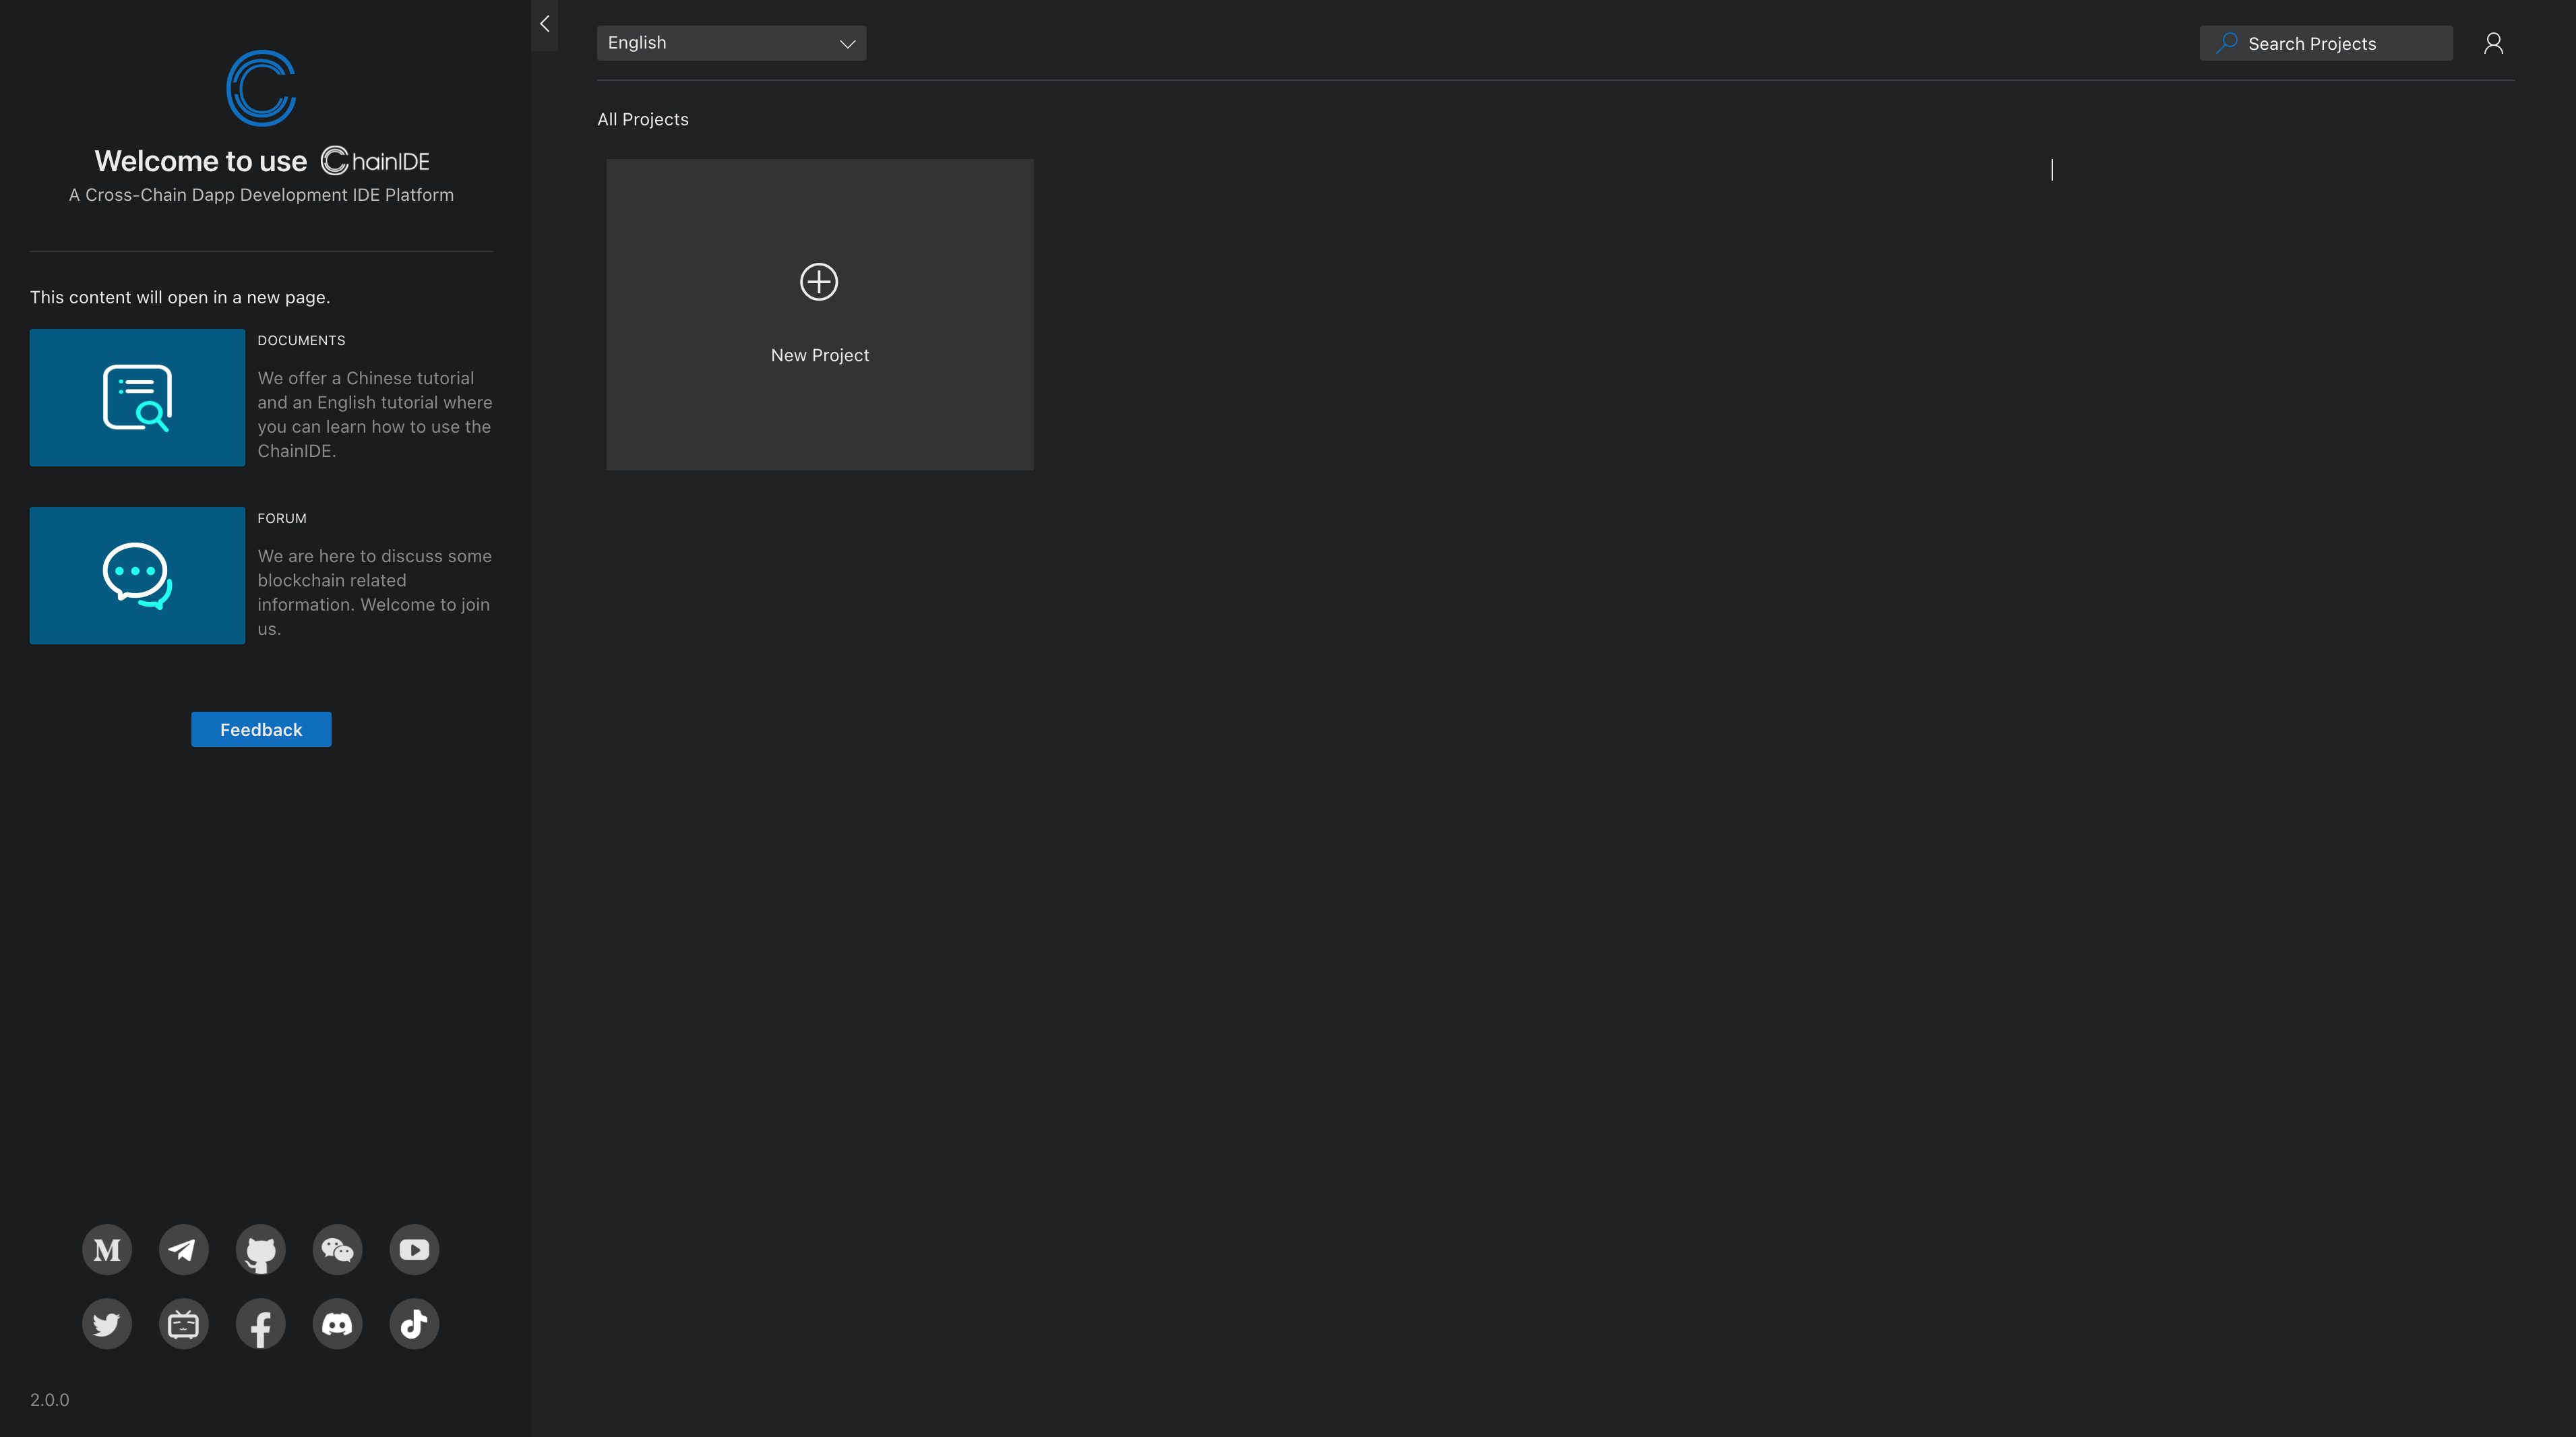 Welcome to use ChainIDE
A Cross-Chain Dapp Development IDE Platform
This content will open in a new page.
DOCUMENTS
We offer a Chinese tutorial
and an English tutorial where
you can learn how to use the
ChainIDE.
FORUM
We are here to discuss some
blockchain related
information. Welcome to join
us.
Feedback
2.0.0
English
Search Projects
All Projects
New Project